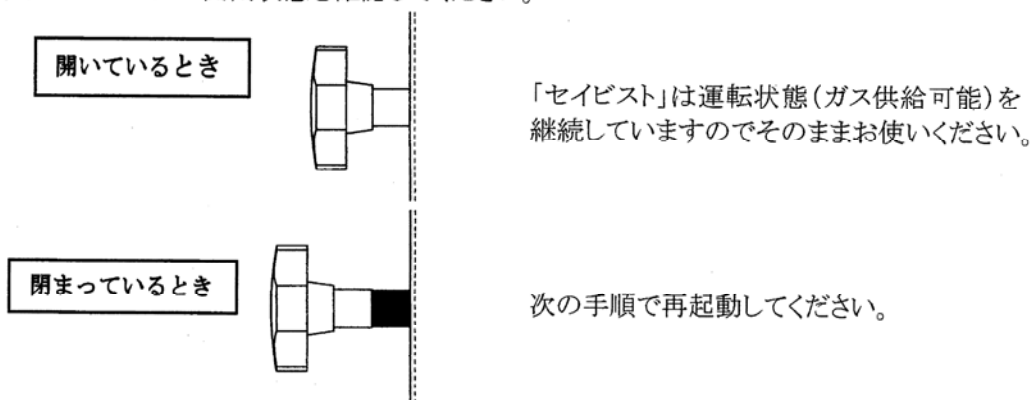 開いているとき
「セイビスト」は運転状態(ガス供給可能)を
継続していますのでそのままお使いください。
閉まっているとき
次の手順で再起動してください。